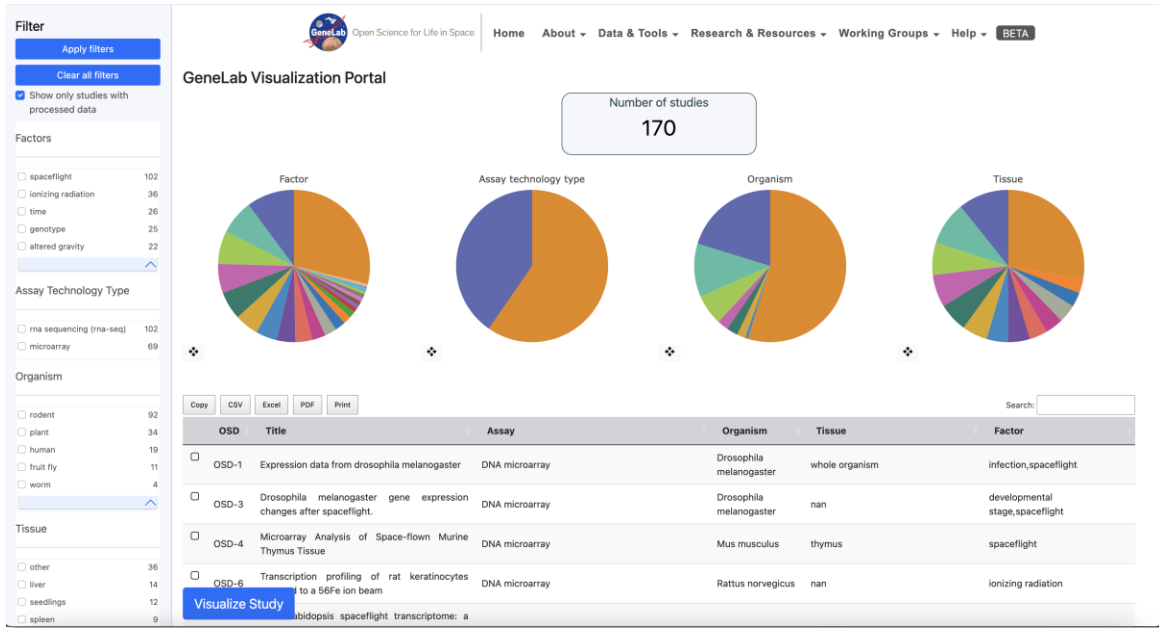 Filter
Apply filters
Clear all filters
Show only studies with
processed data
Factors
spaceflight 102
ionizing radiation 36
time 26
genotype 25
altered gravity 22
Assay Technology Type
rna sequencing (rna-seq) 102
microarray 69
Organism
rodent 92
plant 34
human 19
fruit fly 11
worm 4
Tissue
other 36
liver 14
seedlings 12
spleen 9
GeneLab Open Science for Life in Space Home About Data & Tools Research & Resources Working Groups Help BETA
GeneLab Visualization Portal
Number of studies
170
Factor Assay technology type Organism Tissue
Copy CSV Excel PDF Print Search:
OSD Title Assay Organism Tissue Factor
OSD-1 Expression data from drosophila melanogaster DNA microarray Drosophila melanogaster whole organism infection,spaceflight
OSD-3 Drosophila melanogaster gene expression changes after spaceflight. DNA microarray Drosophila melanogaster nan developmental stage,spaceflight
OSD-4 Microarray Analysis of Space-flown Murine Thymus Tissue DNA microarray Mus musculus thymus spaceflight
OSD-6 Transcription profiling of rat keratinocytes to a 56Fe ion beam DNA microarray Rattus norvegicus nan ionizing radiation
Visualize Study
spaceflight transcriptome: a